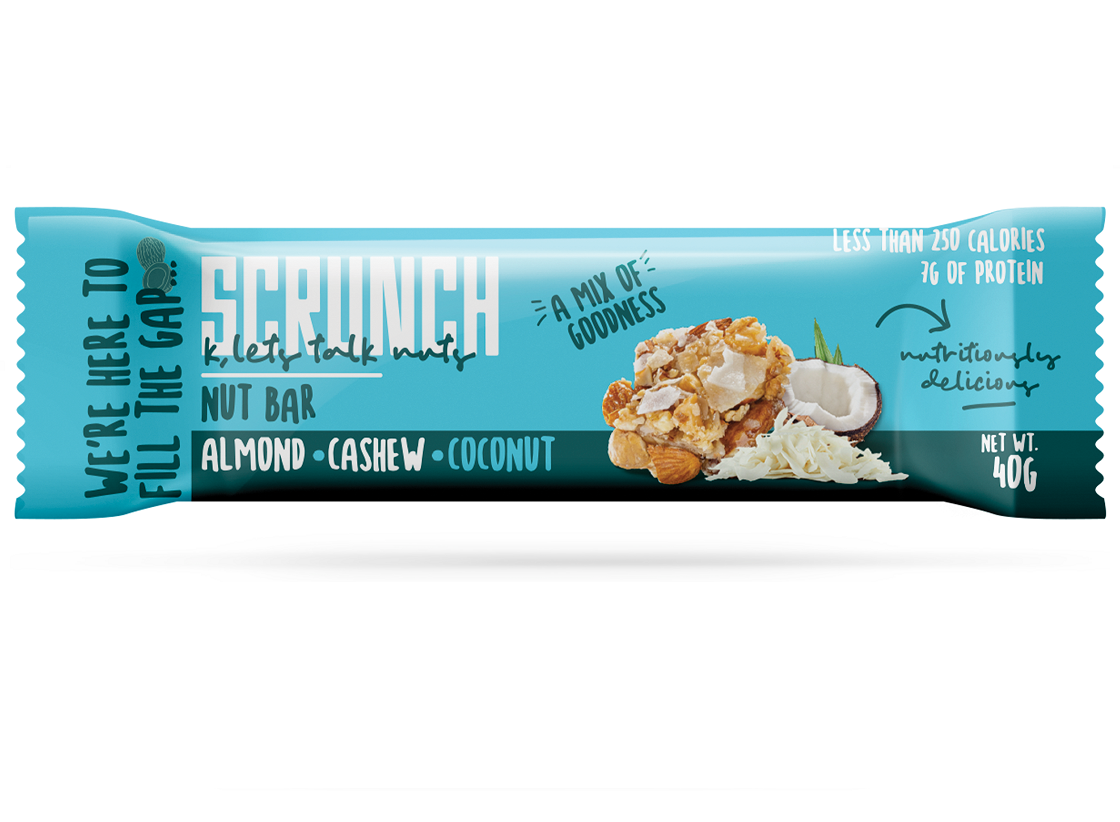 WE'RE HERE TO
FILL THE GAP...
SCRUNCH
k, lets talk nuts
NUT BAR
ALMOND • CASHEW • COCONUT
A MIX OF
GOODNESS
LESS THAN 250 CALORIES
7G OF PROTEIN
nutritiously
delicious
NET WT.
40G